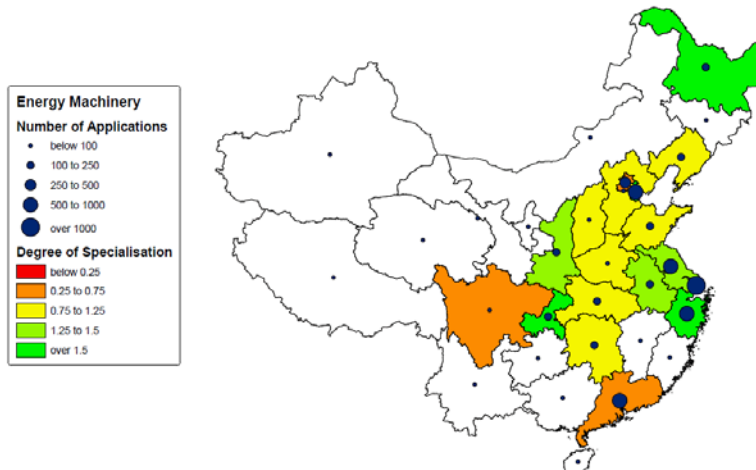 Energy Machinery
Number of Applications
below 100
100 to 250
250 to 500
500 to 1000
over 1000
Degree of Specialisation
below 0.25
0.25 to 0.75
0.75 to 1.25
1.25 to 1.5
over 1.5